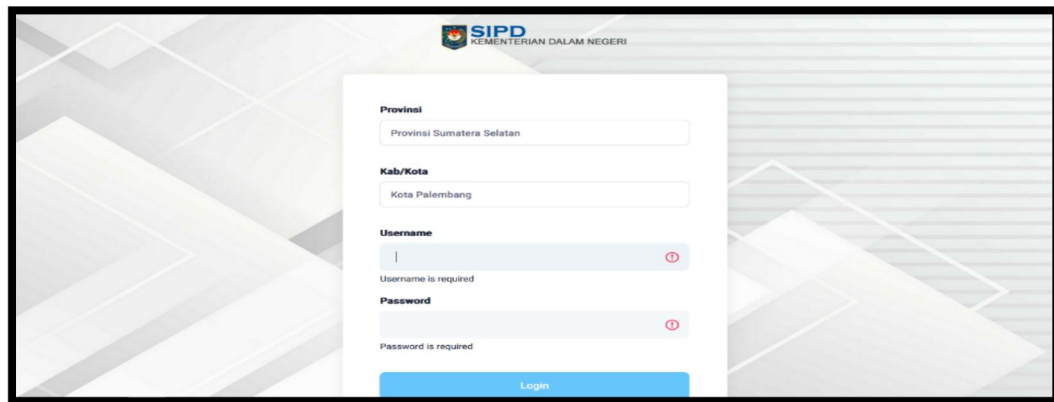 SIPD
KEMENTERIAN DALAM NEGERI
Provinsi
Provinsi Sumatera Selatan
Kab/Kota
Kota Palembang
Username
Username is required
Password
Password is required
Login